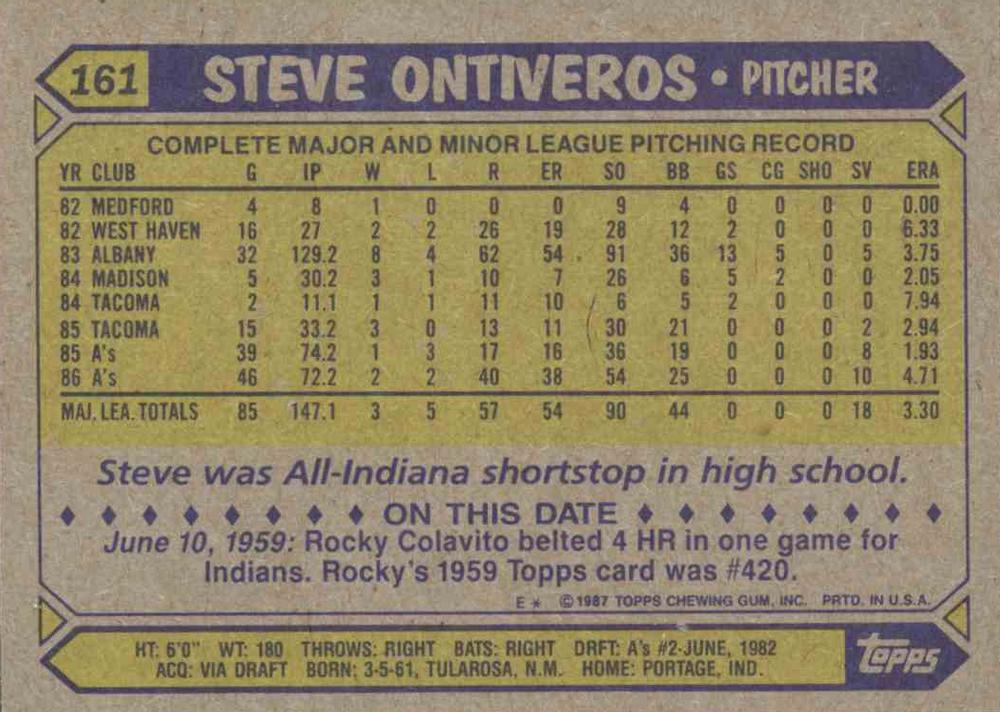 161 STEVE ONTIVEROS • PITCHER
COMPLETE MAJOR AND MINOR LEAGUE PITCHING RECORD
YR CLUB G IP W L R ER SO BB GS CG SHO SV ERA
82 MEDFORD 4 8 1 0 0 0 9 4 0 0 0 0 0.00
82 WEST HAVEN 16 27 2 2 26 19 28 12 2 0 0 0 6.33
83 ALBANY 32 129.2 8 4 62 54 91 36 13 5 0 5 3.75
84 MADISON 5 30.2 3 1 10 7 26 6 5 2 0 0 2.05
84 TACOMA 2 11.1 1 1 11 10 6 5 2 0 0 0 7.94
85 TACOMA 15 33.2 3 0 13 11 30 21 0 0 0 2 2.94
85 A's 39 74.2 1 3 17 16 36 19 0 0 0 8 1.93
86 A's 46 72.2 2 2 40 38 54 25 0 0 0 10 4.71
MAJ. LEA. TOTALS 85 147.1 3 5 57 54 90 44 0 0 0 18 3.30
Steve was All-Indiana shortstop in high school.
♦ ♦ ♦ ♦ ♦ ♦ ♦ ♦ ON THIS DATE ♦ ♦ ♦ ♦ ♦ ♦ ♦ ♦
June 10, 1959: Rocky Colavito belted 4 HR in one game for
Indians. Rocky's 1959 Topps card was #420.
E * © 1987 TOPPS CHEWING GUM, INC. PRTD. IN U.S.A.
HT: 6'0" WT: 180 THROWS: RIGHT BATS: RIGHT DRFT: A's #2-JUNE, 1982
ACQ: VIA DRAFT BORN: 3-5-61, TULAROSA, N.M. HOME: PORTAGE, IND.
Topps